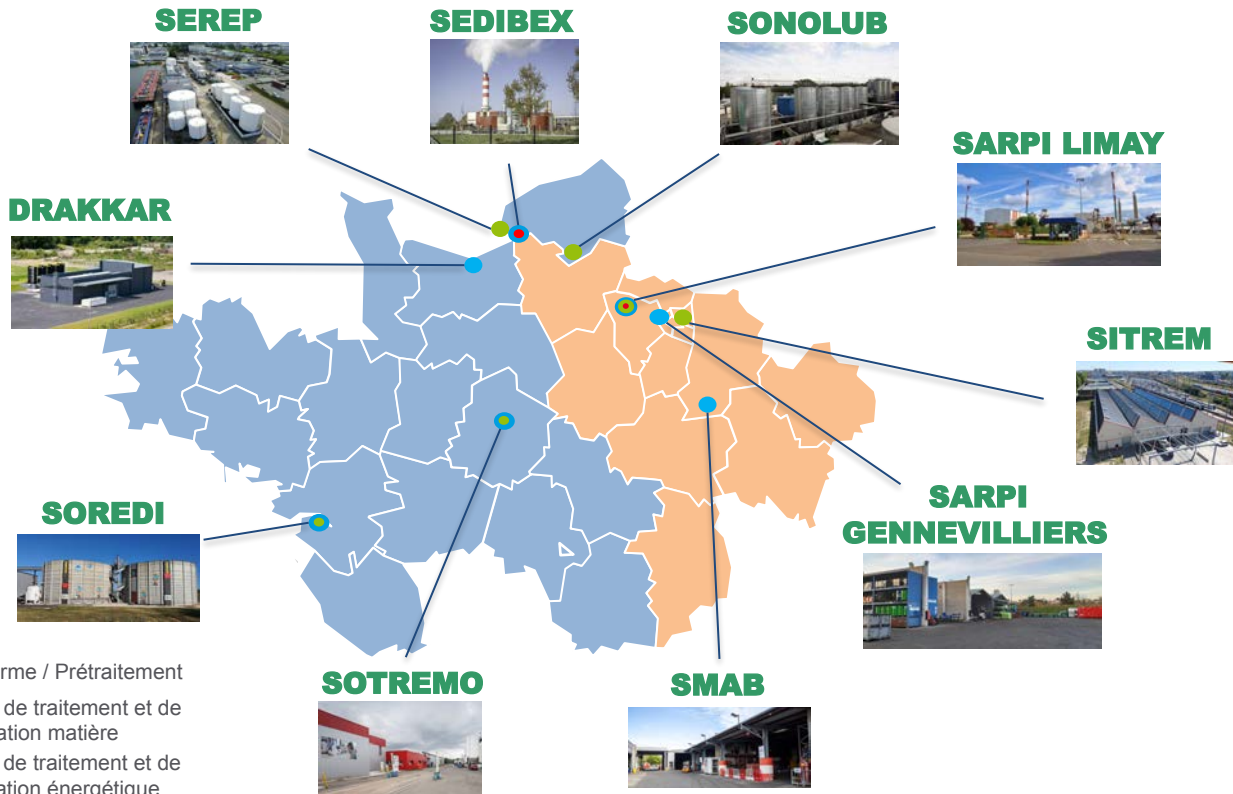 SEREP
SEDIBEX
SONOLUB
SARPI LIMAY
DRAKKAR
SITREM
SARPI
GENNEVILLIERS
SOREDI
rme / Prétraitement
de traitement et de
ation matière
de traitement et de
ation énergétique
SOTREMO
SMAB